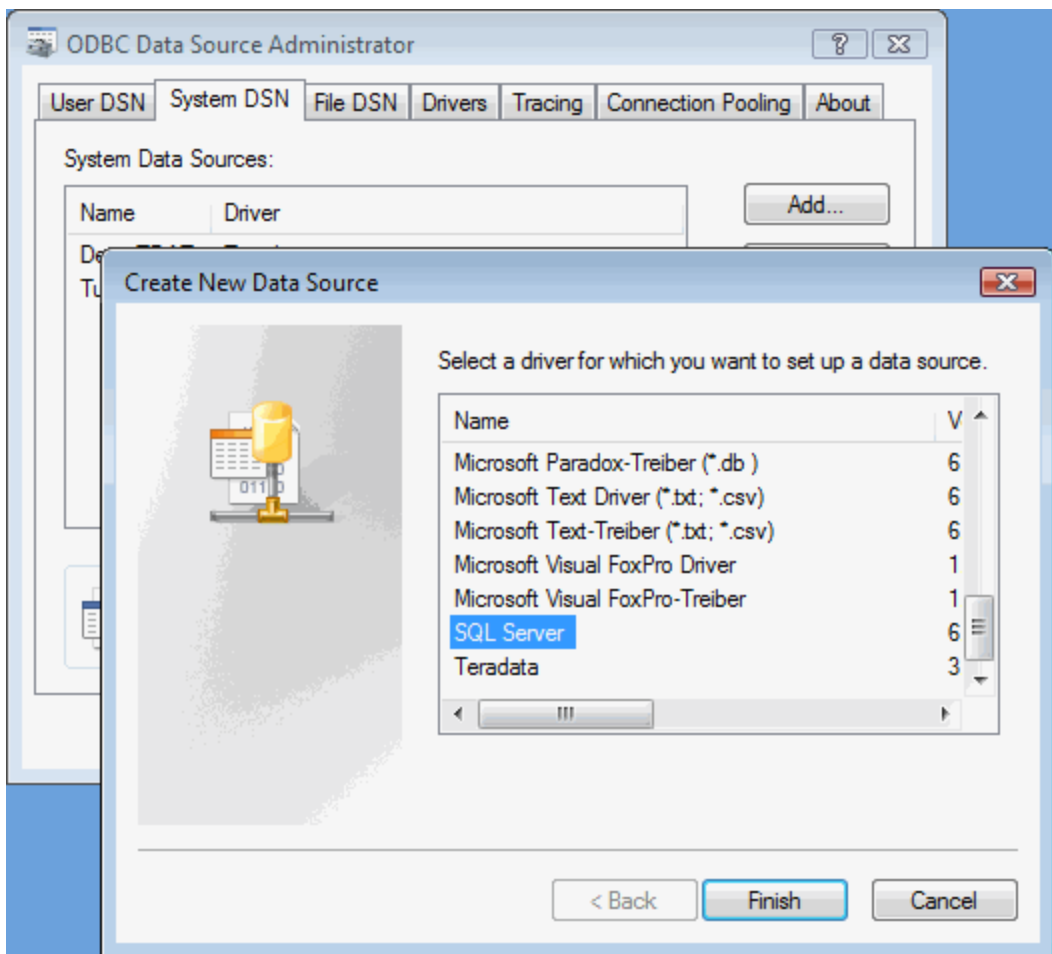 ODBC Data Source Administrator
User DSN System DSN File DSN Drivers Tracing Connection Pooling About
System Data Sources:
Name Driver
Add...
Create New Data Source
Select a driver for which you want to set up a data source.
Name V
Microsoft Paradox-Treiber (*.db ) 6
Microsoft Text Driver (*.txt; *.csv) 6
Microsoft Text-Treiber (*.txt; *.csv) 6
Microsoft Visual FoxPro Driver 1
Microsoft Visual FoxPro-Treiber 1
SQL Server 6
Teradata 3
< Back Finish Cancel